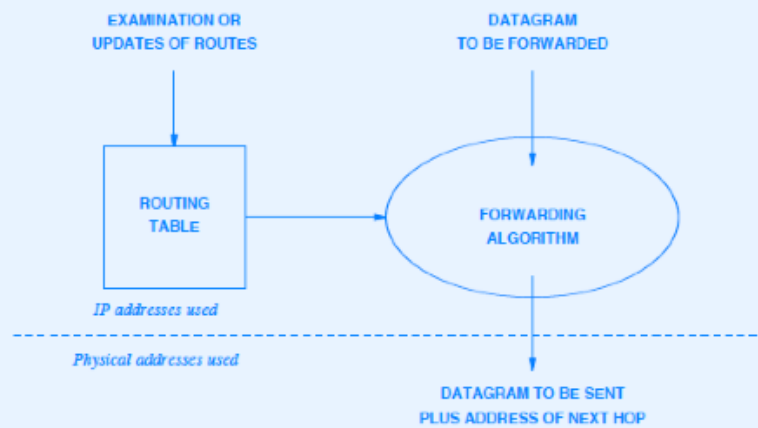 EXAMINATION OR
UPDATES OF ROUTES
DATAGRAM
TO BE FORWARDED
ROUTING
TABLE
FORWARDING
ALGORITHM
IP addresses used
Physical addresses used
DATAGRAM TO BE SENT
PLUS ADDRESS OF NEXT HOP